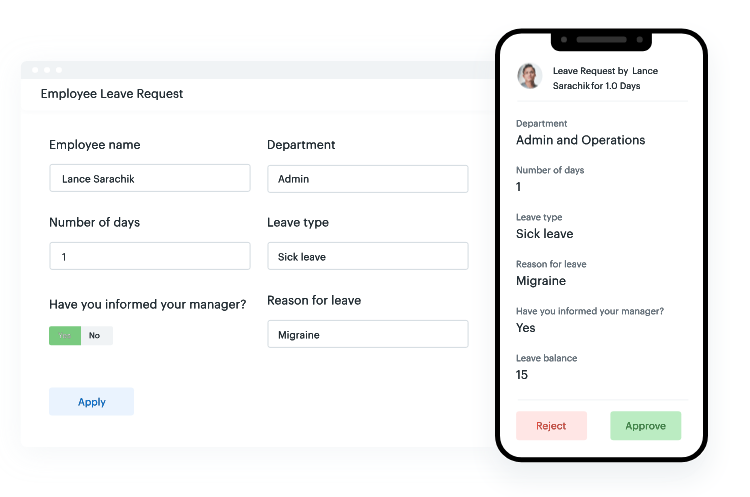 Employee Leave Request
Employee name
Department
Lance Sarachik
Admin
Number of days
Leave type
1
Sick leave
Have you informed your manager?
Reason for leave
No
Migraine
Apply
Leave Request by Lance
Sarachik for 1.0 Days
Department
Admin and Operations
Number of days
1
Leave type
Sick leave
Reason for leave
Migraine
Have you informed your manager?
Yes
Leave balance
15
Reject
Approve